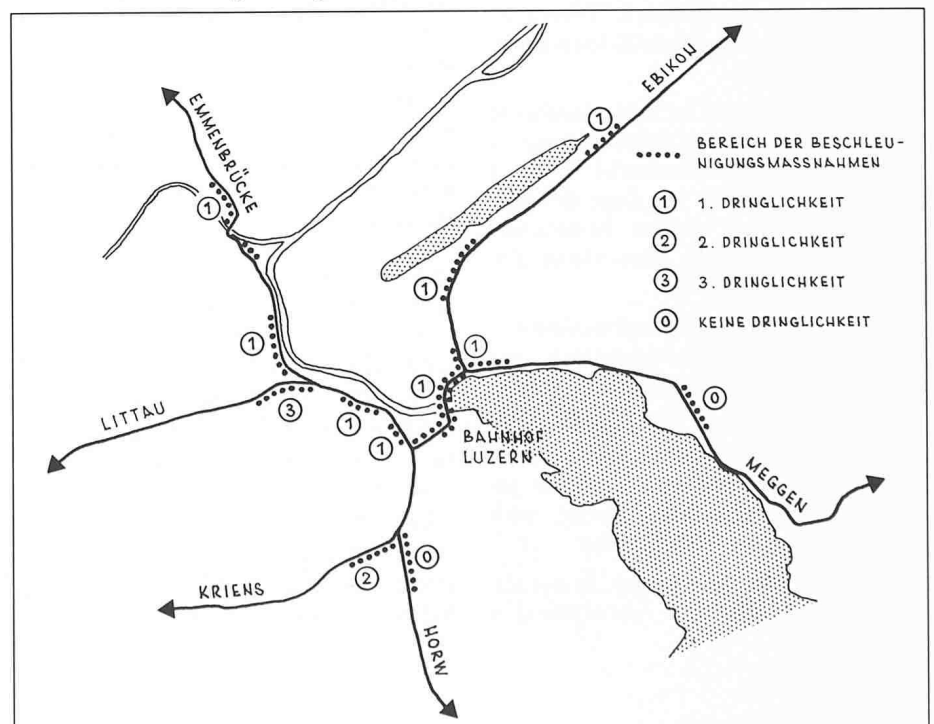 EMMENBRÜCKE
EBIKON
BEREICH DER BESCHLEU-
NIGUNGSMASSNAHMEN
1 1. DRINGLICHKEIT
2 2. DRINGLICHKEIT
3 3. DRINGLICHKEIT
0 KEINE DRINGLICHKEIT
1
1
1
1
1
1
3
1
1
0
LITTAU
BAHNHOF
LUZERN
MEGGEN
2
0
KRIENS
HORW